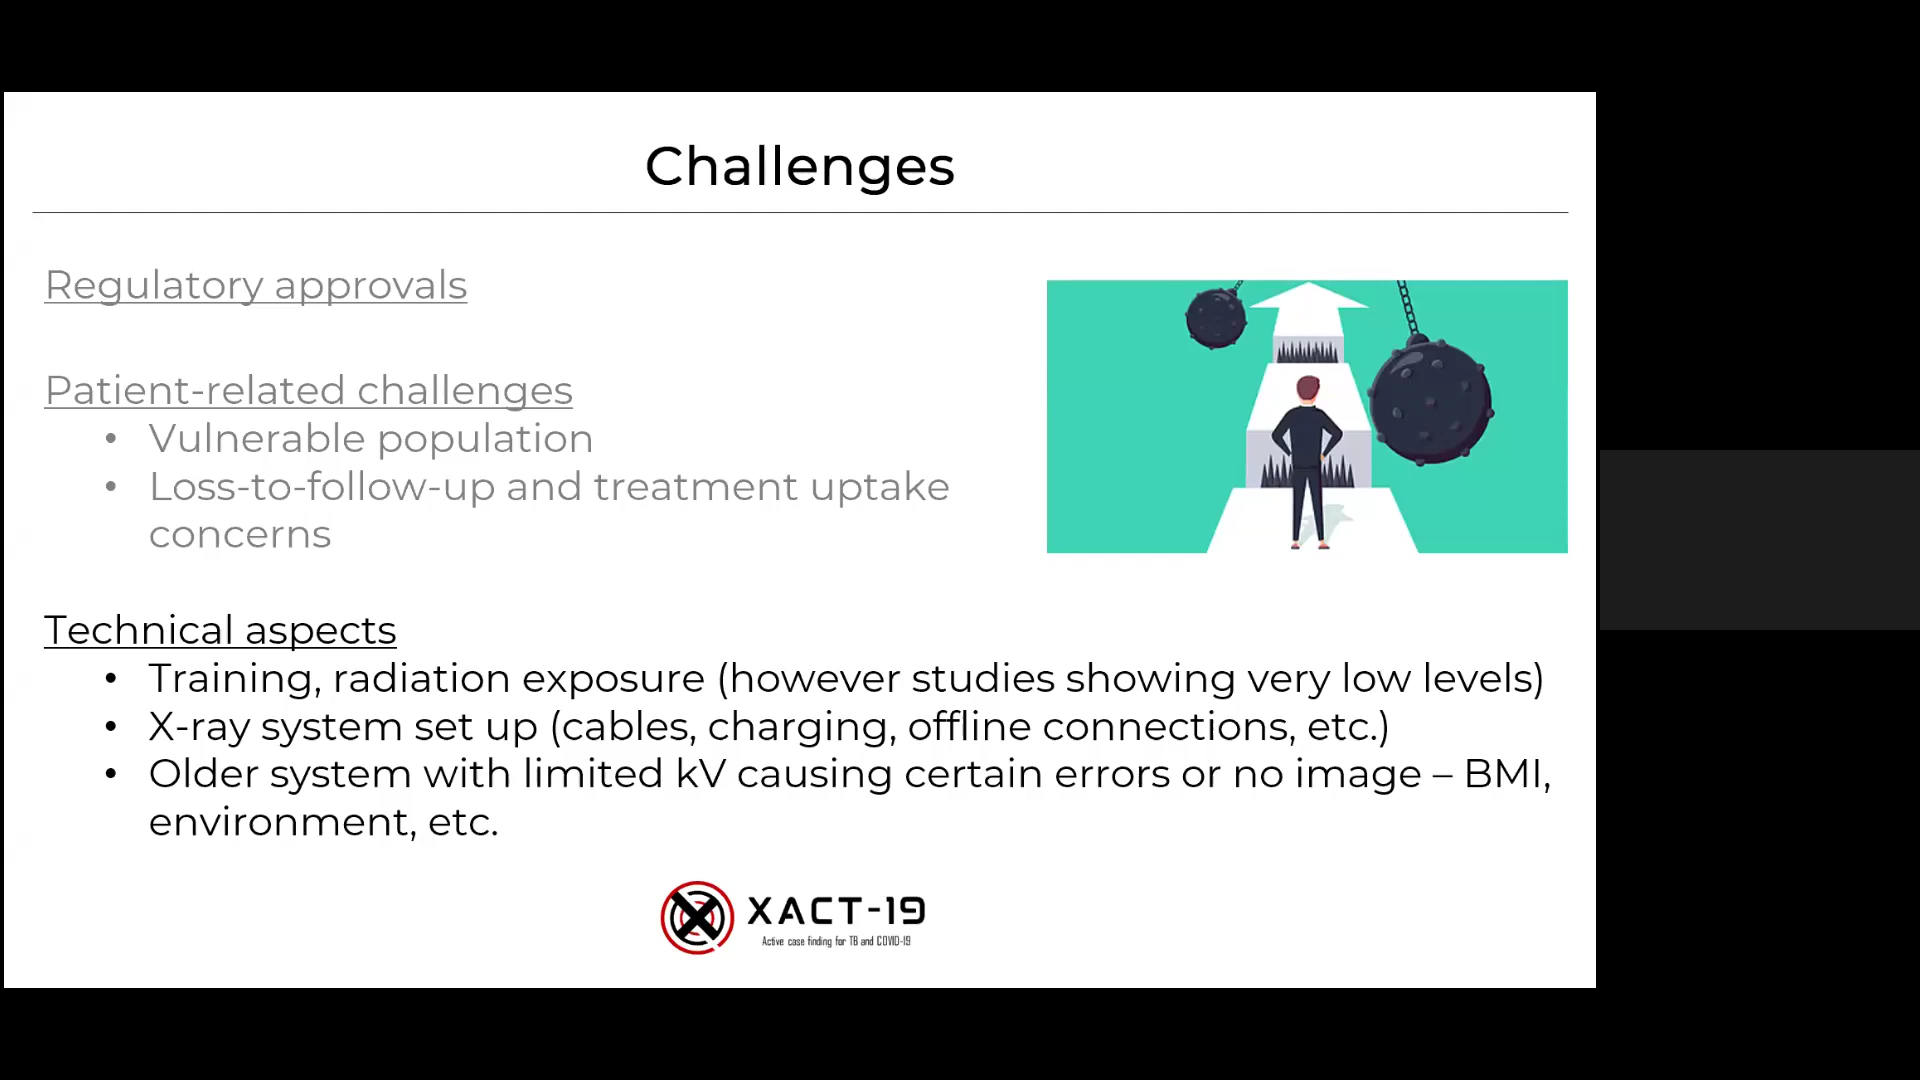 Challenges
Regulatory approvals
Patient-related challenges
• Vulnerable population
• Loss-to-follow-up and treatment uptake
concerns
Technical aspects
• Training, radiation exposure (however studies showing very low levels)
• X-ray system set up (cables, charging, offline connections, etc.)
• Older system with limited kV causing certain errors or no image – BMI,
environment, etc.
XACT-19
Active case finding for TB and COVID-19